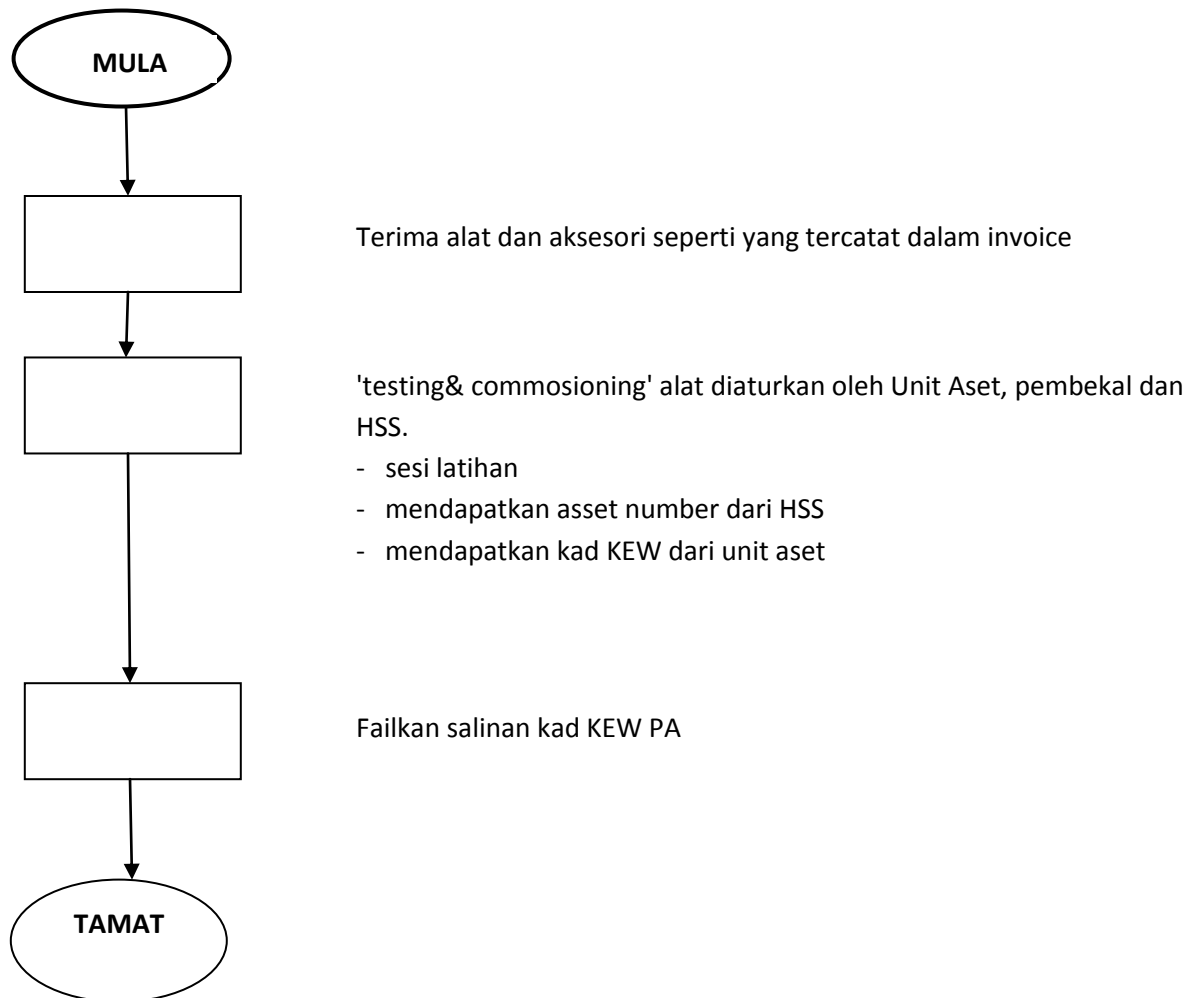 MULA
Terima alat dan aksesori seperti yang tercatat dalam invoice
'testing& commosioning' alat diaturkan oleh Unit Aset, pembekal dan
HSS.
- sesi latihan
- mendapatkan asset number dari HSS
- mendapatkan kad KEW dari unit aset
Failkan salinan kad KEW PA
TAMAT